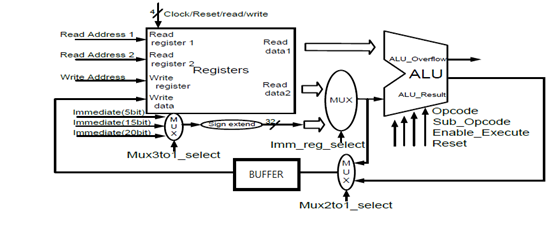 4
Clock/Reset/read/write
Read Address 1
Read Address 2
Write Address
Read
register 1
Read
register 2
Write
register
Write
data
Registers
Read
data1
Read
data2
ALU_Overflow
ALU
ALU_Result
MUX
Immediate(5bit)
Immediate(15bit)
Immediate(20bit)
M
U
X
Sign extend
32
Mux3to1_select
Imm_reg_select
Opcode
Sub_Opcode
Enable_Execute
Reset
BUFFER
M
U
X
Mux2to1_select